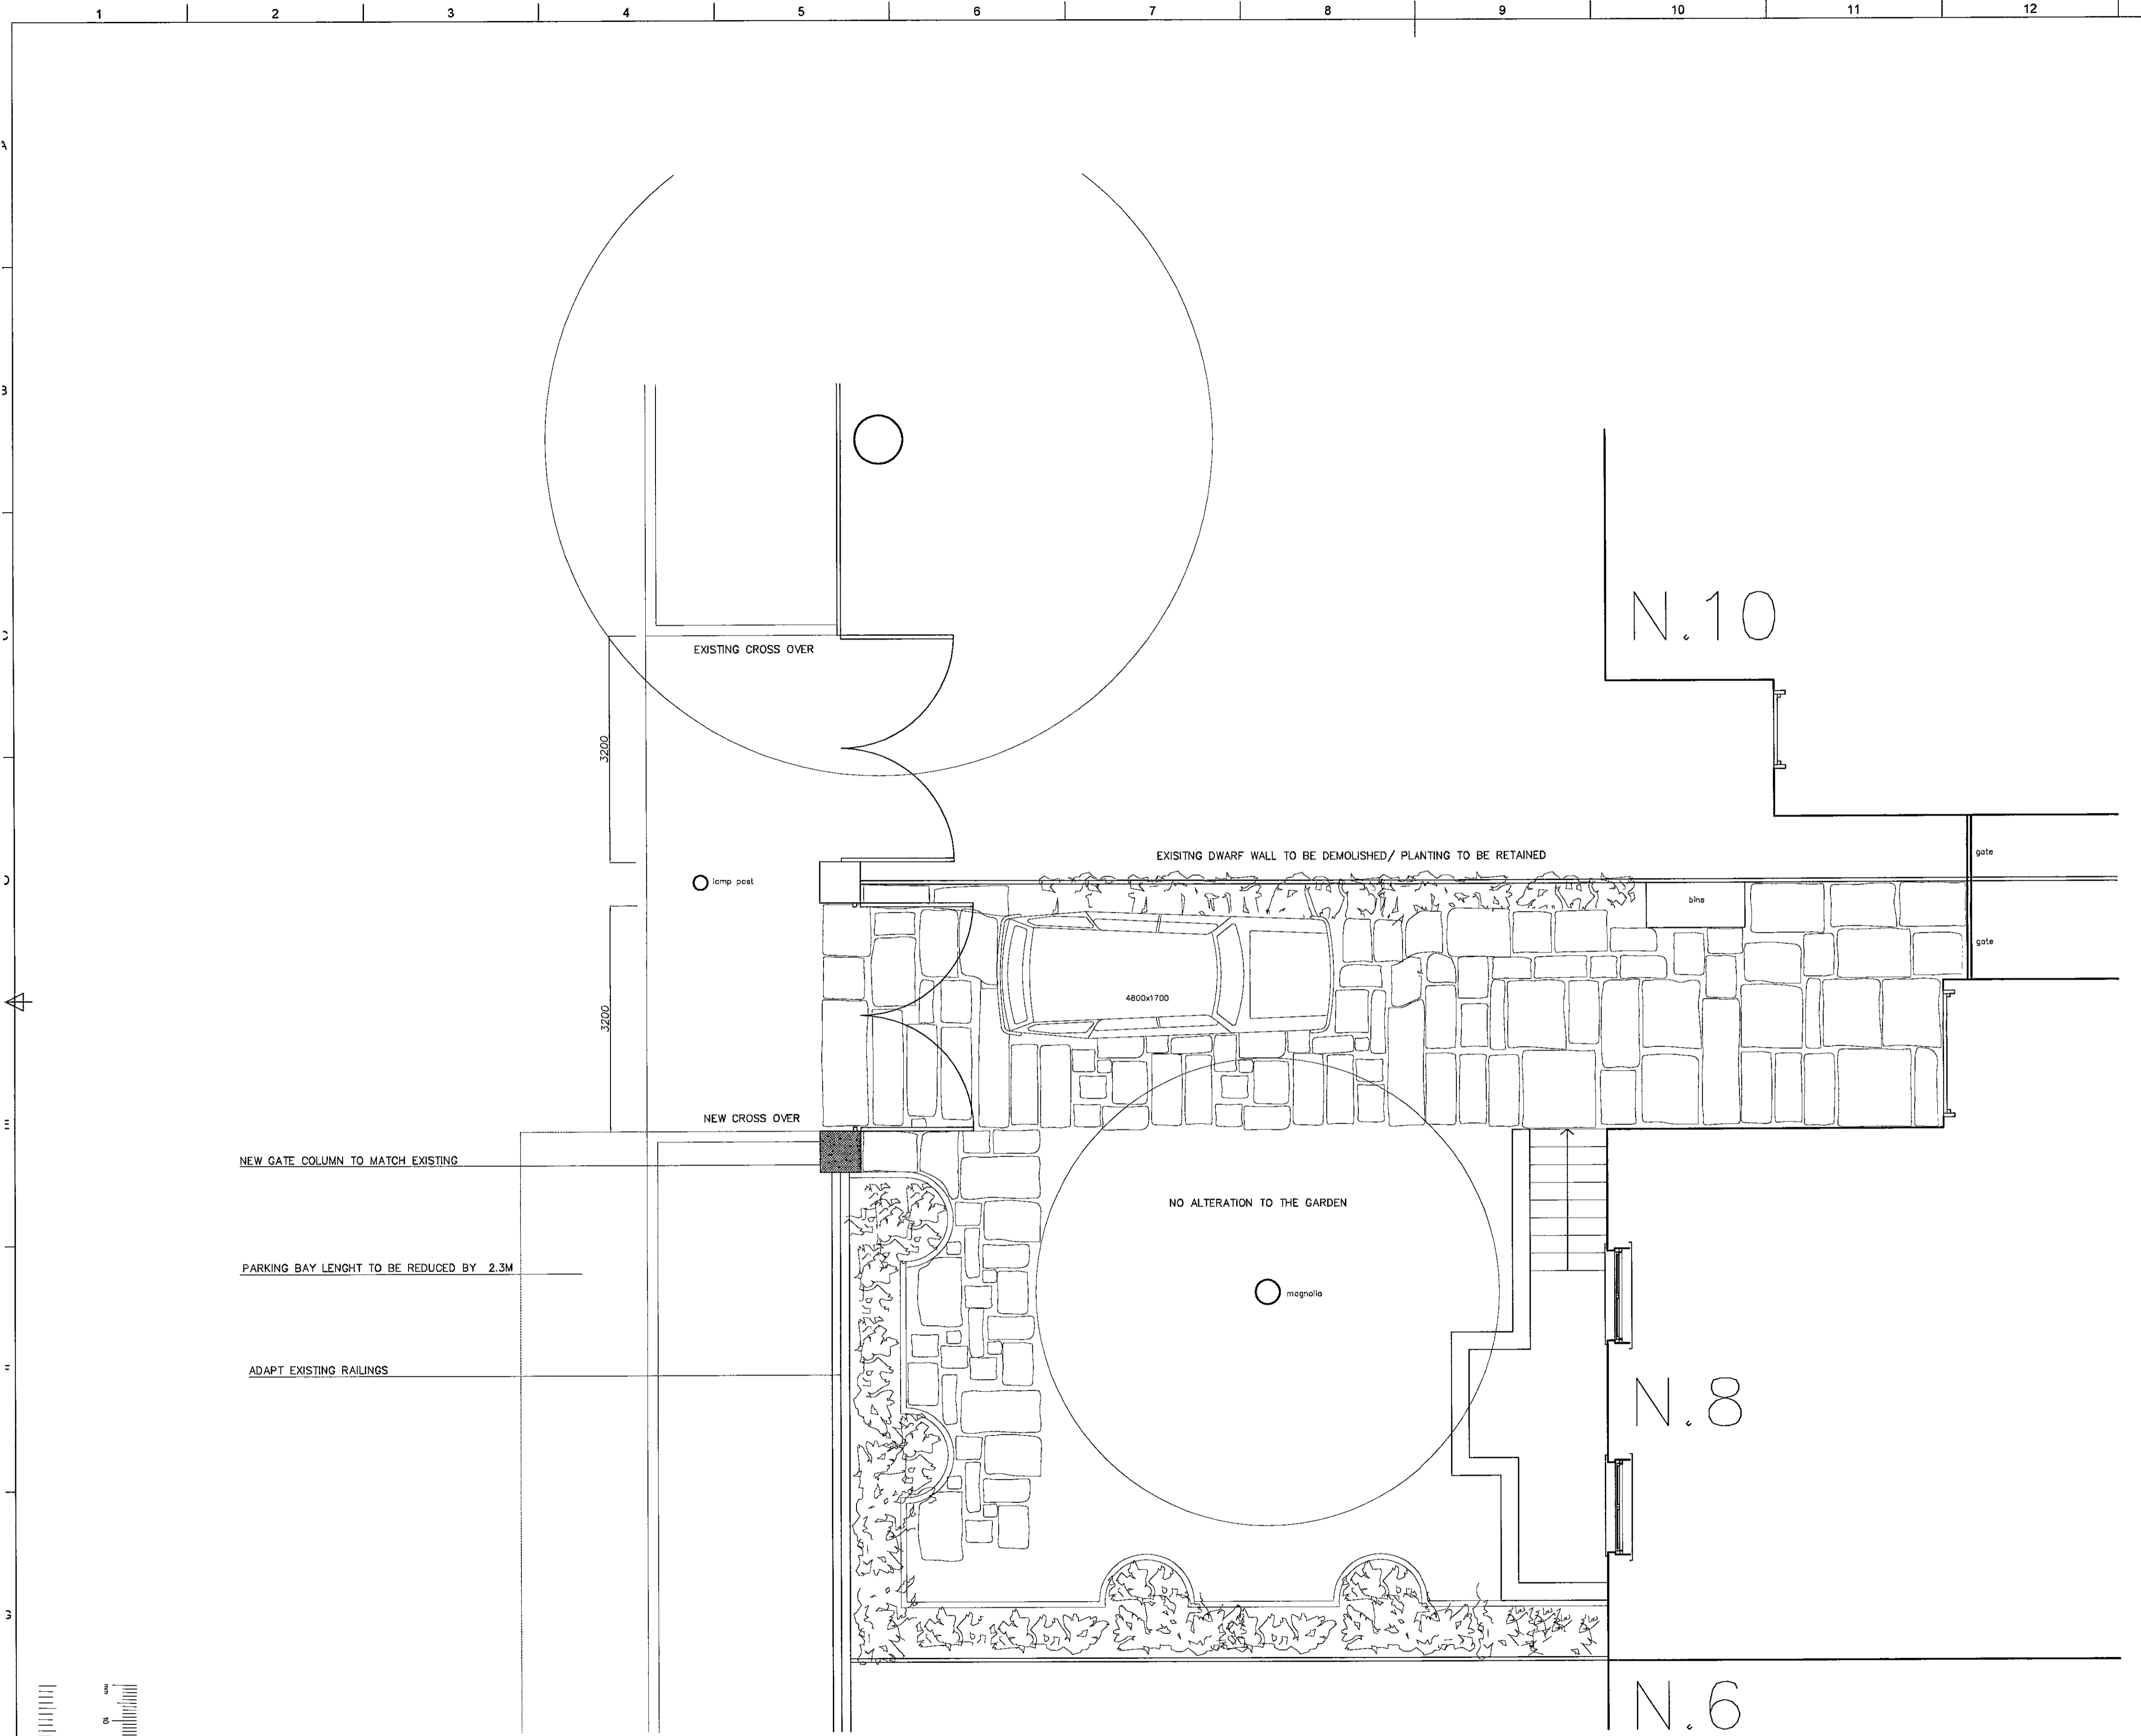 1 2 3 4 5 6 7 8 9 10 11 12
A
B
N.10
EXISTING CROSS OVER
3200
EXISITNG DWARF WALL TO BE DEMOLISHED/ PLANTING TO BE RETAINED
gate
lamp post
bins
gate
4800x1700
3200
NEW CROSS OVER
NEW GATE COLUMN TO MATCH EXISTING
NO ALTERATION TO THE GARDEN
PARKING BAY LENGHT TO BE REDUCED BY 2.3M
magnolia
ADAPT EXISTING RAILINGS
N.8
N.6
mm
10